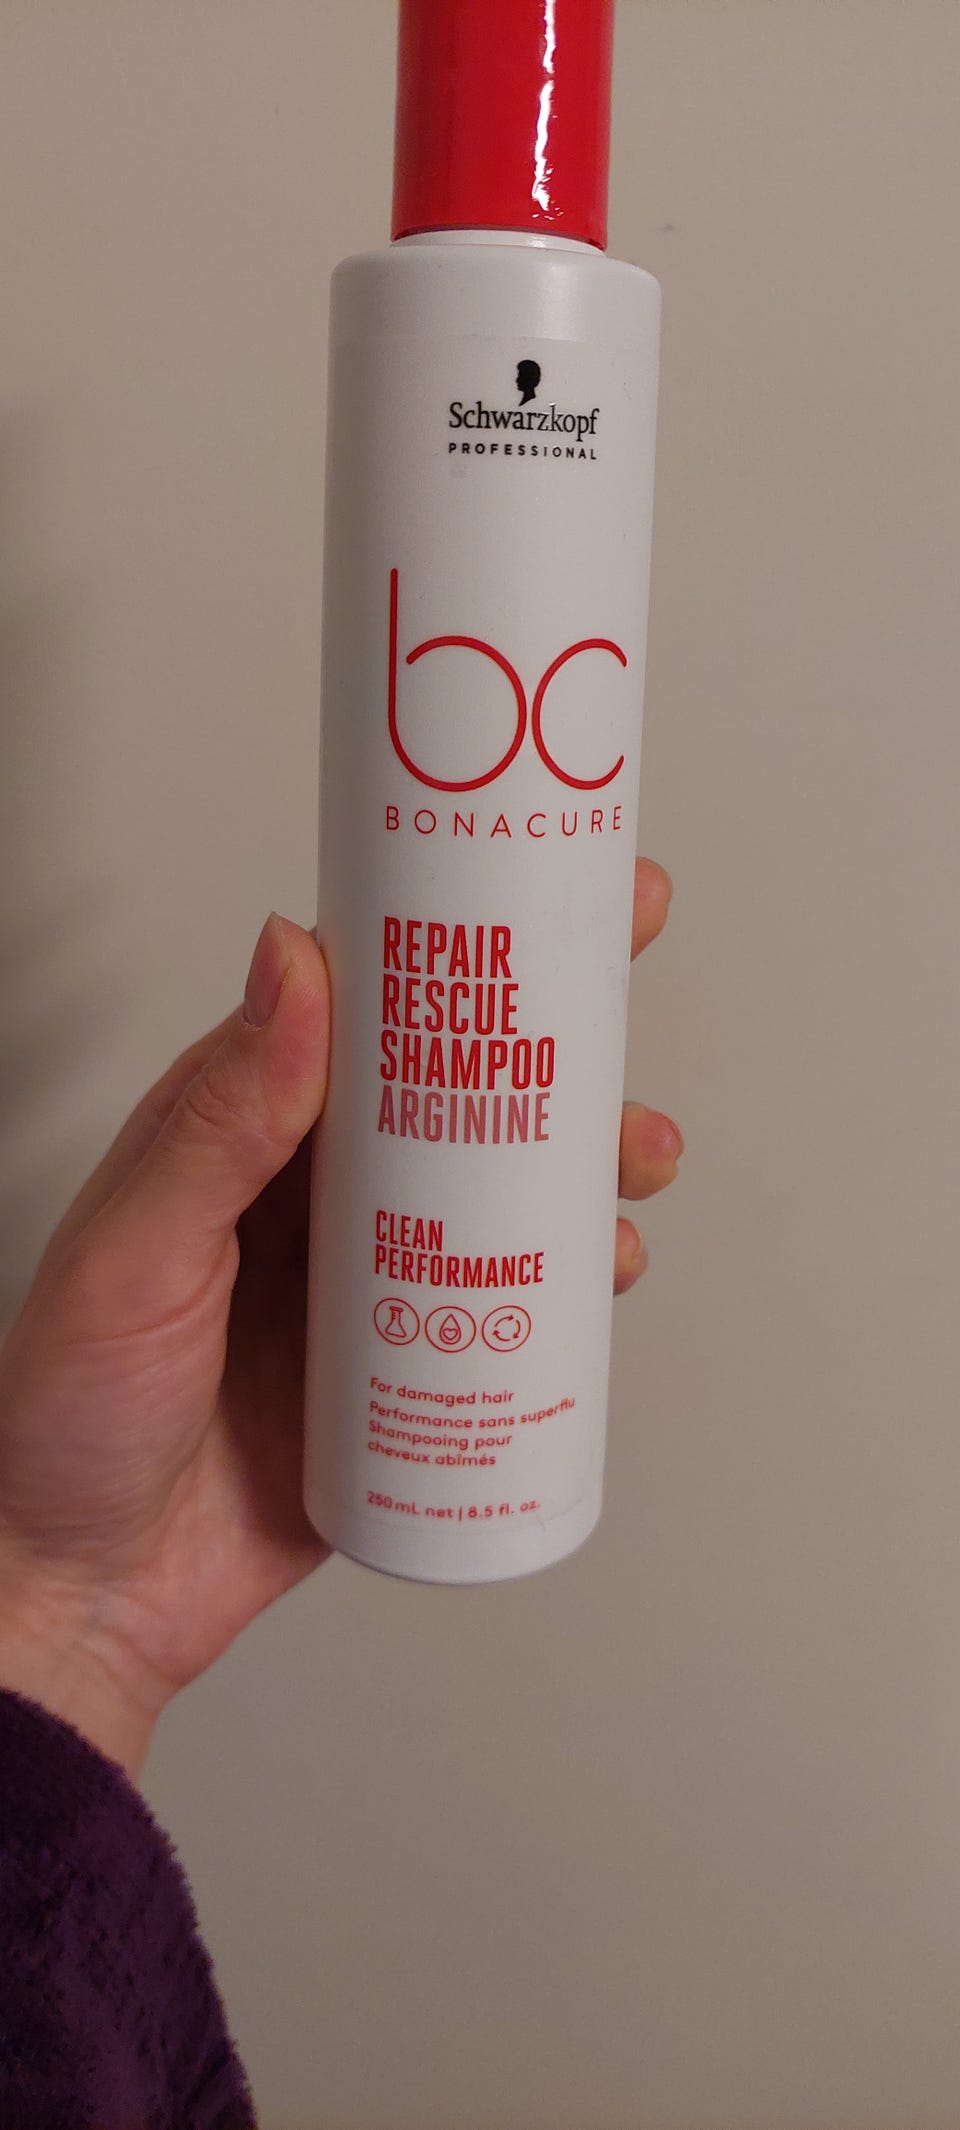 Schwarzkopf
PROFESSIONAL
bc
BONACURE
REPAIR
RESCUE
SHAMPOO
ARGININE
CLEAN
PERFORMANCE
For damaged hair
Performance sans superflu
Shampooing pour
cheveux abîmés
250 mL net | 8.5 fl. oz.